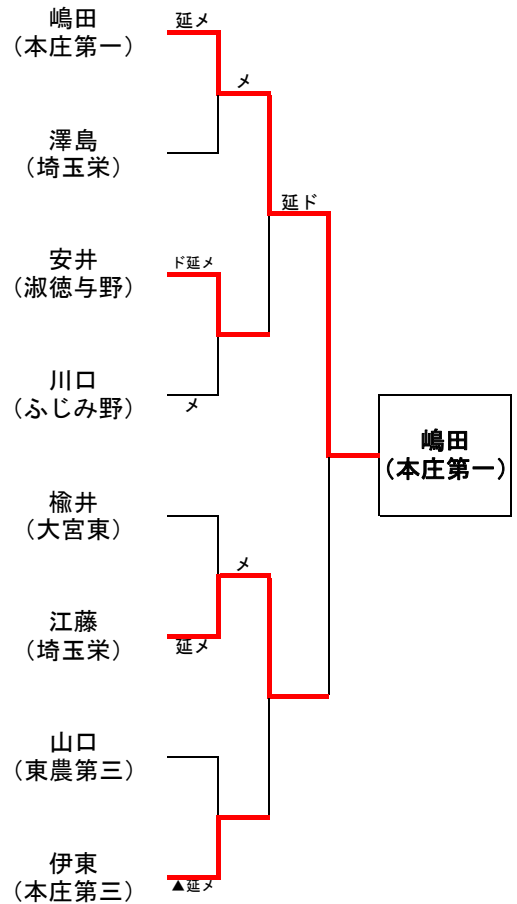 嶋田
（本庄第一）
延メ
メ
澤島
（埼玉栄）
延ド
安井
（淑徳与野）
ド延メ
川口
（ふじみ野）
メ
嶋田
（本庄第一）
楡井
（大宮東）
メ
江藤
（埼玉栄）
延メ
山口
（東農第三）
伊東
（本庄第三）
▲延メ